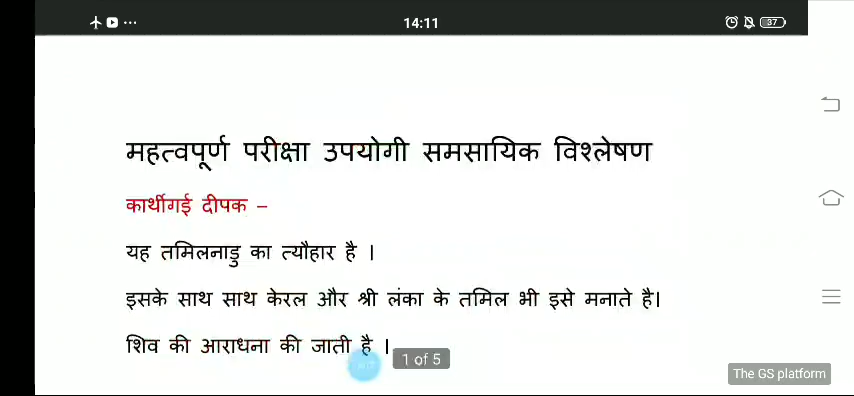 14:11
37
महत्वपूर्ण परीक्षा उपयोगी समसायिक विश्लेषण
कार्थीगई दीपक –
यह तमिलनाडु का त्यौहार है ।
इसके साथ साथ केरल और श्री लंका के तमिल भी इसे मनाते है।
शिव की आराधना की जाती है ।
1 of 5
The GS platform